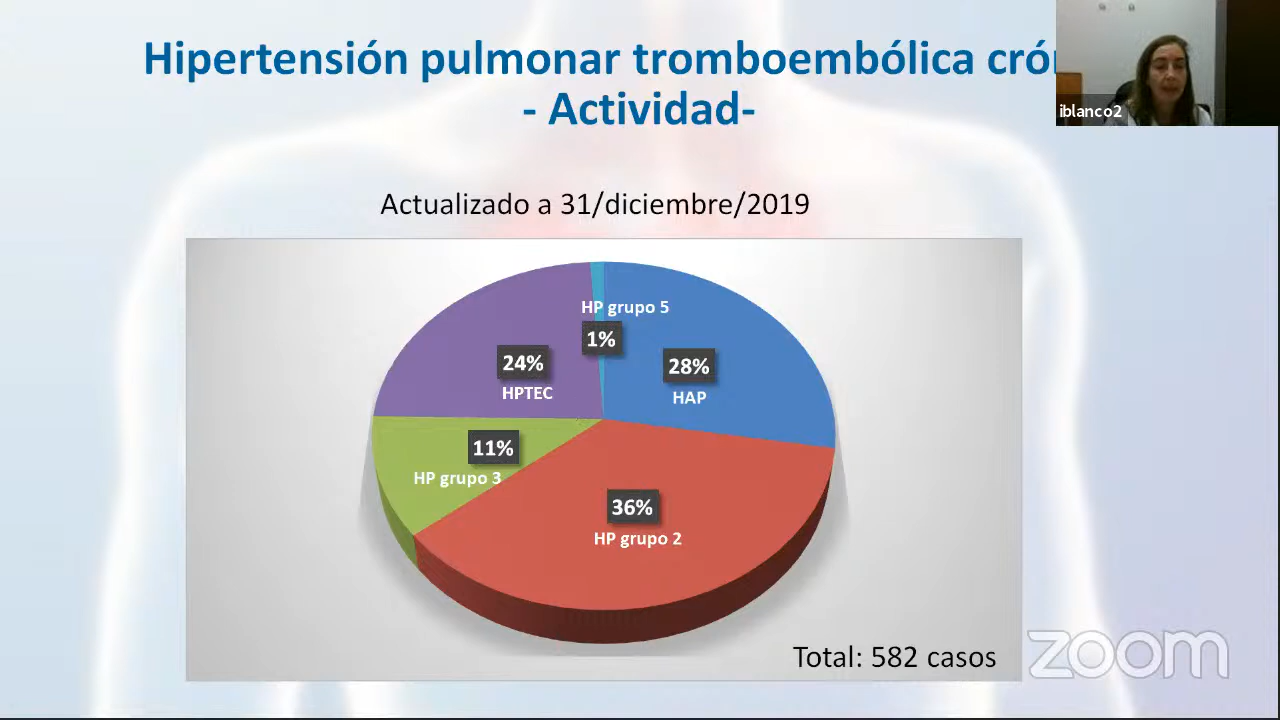 Hipertensión pulmonar tromboembólica
- Actividad-
iblanco2
Actualizado a 31/diciembre/2019
HP grupo 5
1%
24%
HPTEC
28%
HAP
11%
HP grupo 3
36%
HP grupo 2
Total: 582 casos
zoom